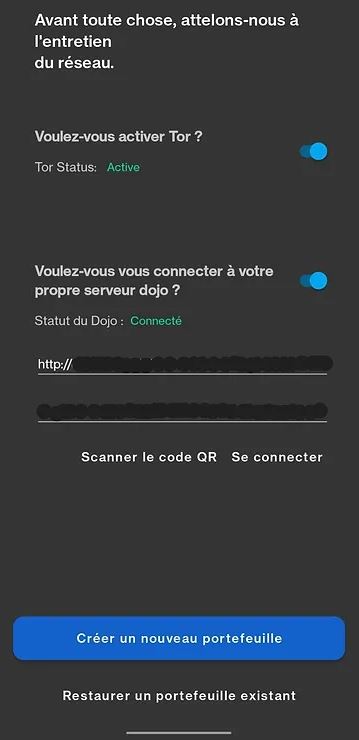 Avant toute chose, attelons-nous à
l'entretien
du réseau.
Voulez-vous activer Tor ?
Tor Status: Active
Voulez-vous vous connecter à votre
propre serveur dojo ?
Statut du Dojo : Connecté
http://
Scanner le code QR Se connecter
Créer un nouveau portefeuille
Restaurer un portefeuille existant